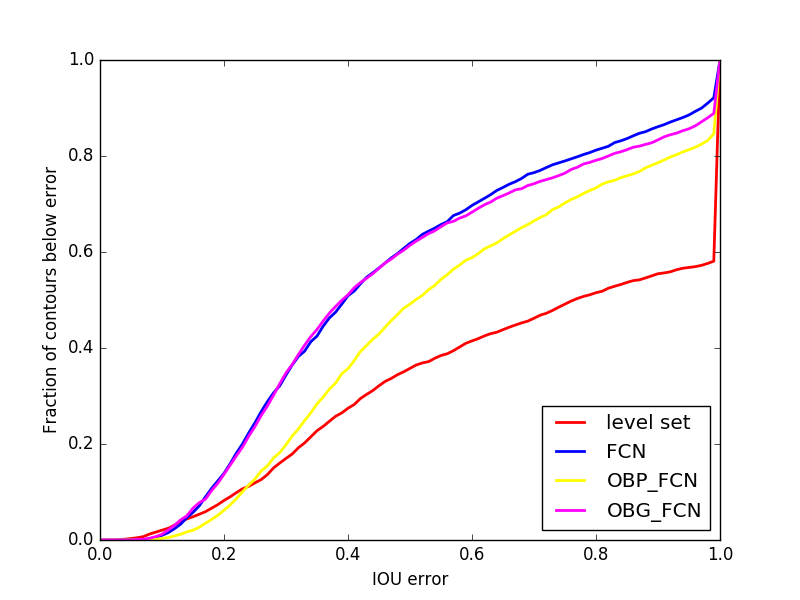 1.0
0.8
0.6
0.4
0.2
0.0
Fraction of contours below error
0.0 0.2 0.4 0.6 0.8 1.0
IOU error
level set
FCN
OBP_FCN
OBG_FCN